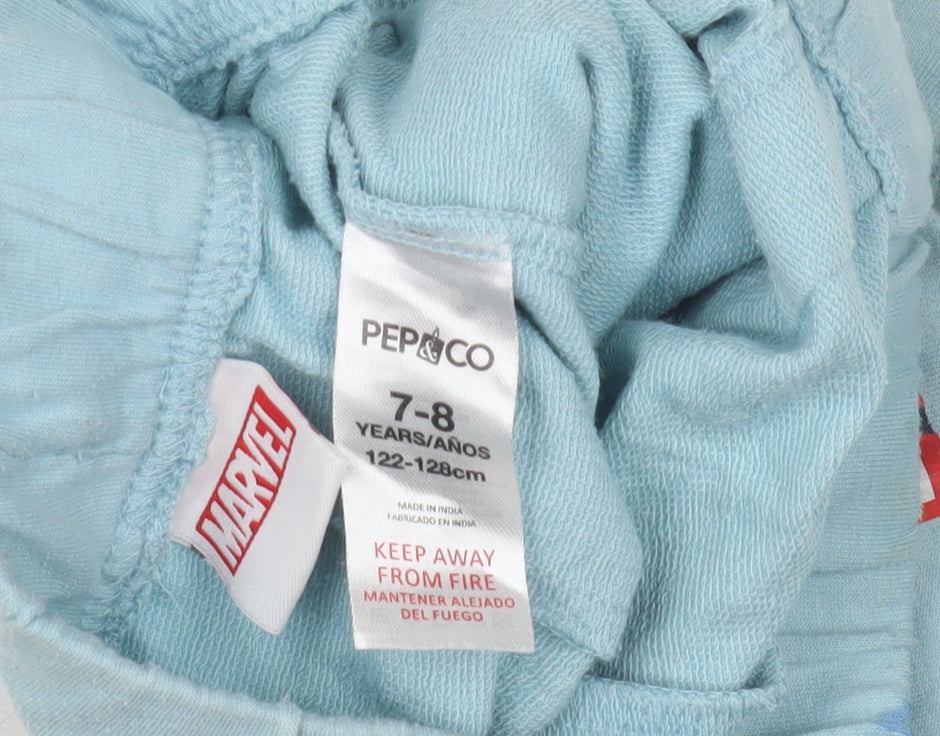 PEP&CO
7-8
YEARS/AÑOS
122-128cm
MADE IN INDIA
FABRICADO EN INDIA
KEEP AWAY
FROM FIRE
MANTENER ALEJADO
DEL FUEGO
MARVEL